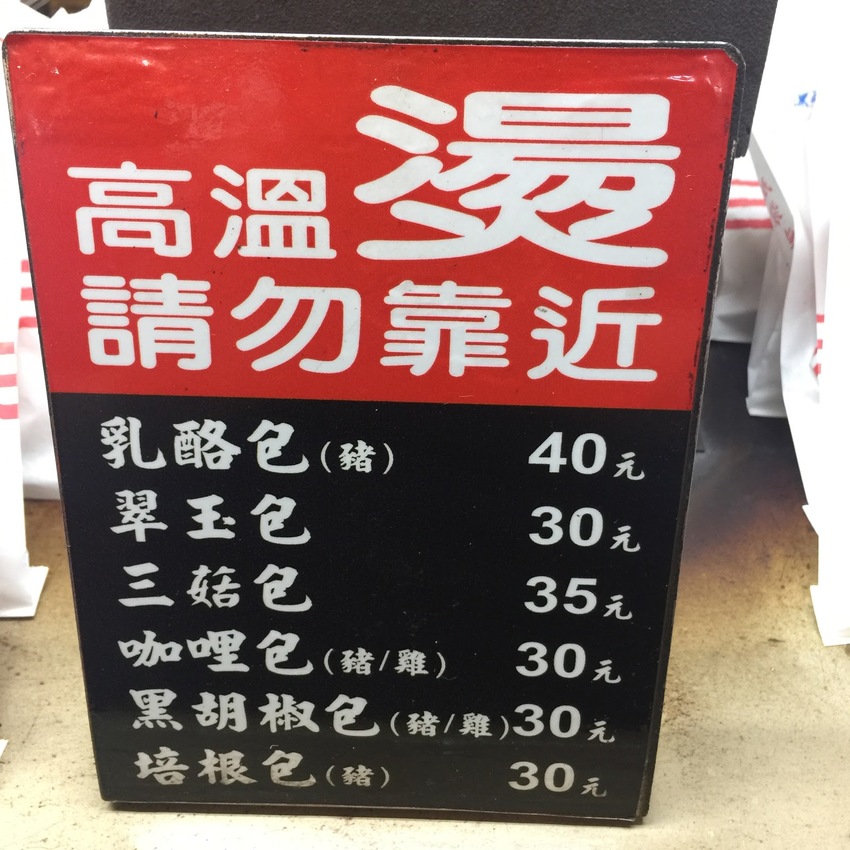 高溫燙
請勿靠近
乳酪包(豬) 40元
翠玉包 30元
三菇包 35元
咖哩包(豬/雞) 30元
黑胡椒包(豬/雞) 30元
培根包(豬) 30元